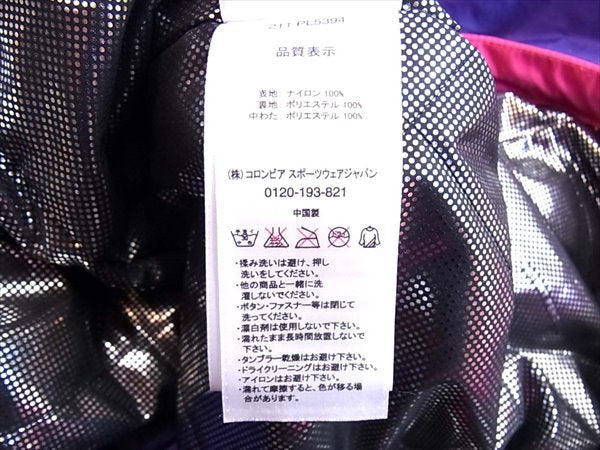 211 PL5394
品質表示
表地: ナイロン 100%
裏地: ポリエステル 100%
中わた: ポリエステル 100%
(株) コロンビア スポーツウェアジャパン
0120-193-821
中国製
・揉み洗いは避け、押し
洗いをしてください。
・他の商品と一緒に洗
濯しないでください。
・ボタン・ファスナー等は閉じて
洗ってください。
・漂白剤は使用しないで下さい。
・濡れたまま長時間放置しないで
下さい。
・タンブラー乾燥はお避け下さい。
・ドライクリーニングはお避け下さい。
・アイロンはお避け下さい。
・濡れて摩擦すると、色が移る場
合があります。